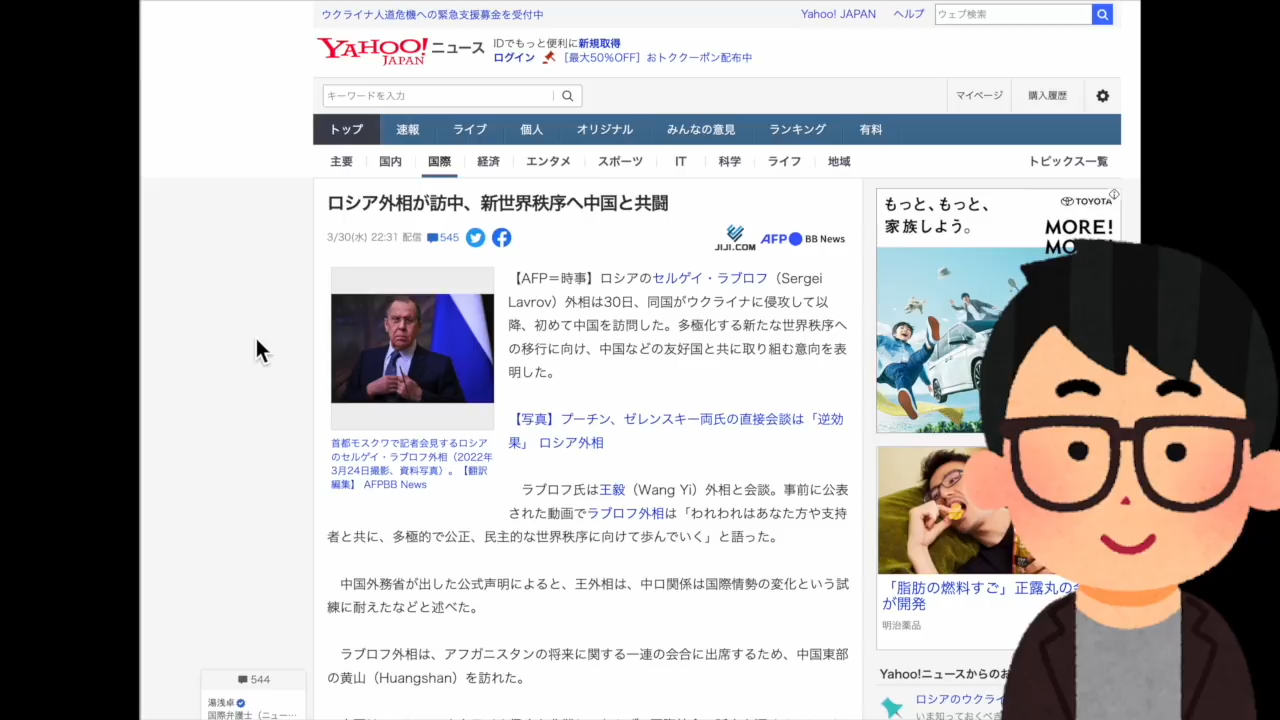 ウクライナ人道危機への緊急支援募金を受付中
Yahoo! JAPAN ヘルプ
ウェブ検索
YAHOO! JAPAN ニュース
IDでもっと便利に新規取得
ログイン 【最大50%OFF】おトククーポン配布中
キーワードを入力
マイページ 購入履歴
トップ 速報 ライブ 個人 オリジナル みんなの意見 ランキング 有料
主要 国内 国際 経済 エンタメ スポーツ IT 科学 ライフ 地域 トピックス一覧
ロシア外相が訪中、新世界秩序へ中国と共闘
3/30(水) 22:31 配信 545
JIJI.COM AFP BB News
【AFP=時事】ロシアのセルゲイ・ラブロフ（Sergei
Lavrov）外相は30日、同国がウクライナに侵攻して以
降、初めて中国を訪問した。多極化する新たな世界秩序へ
の移行に向け、中国などの友好国と共に取り組む意向を表
明した。
【写真】プーチン、ゼレンスキー両氏の直接会談は「逆効
果」 ロシア外相
首都モスクワで記者会見するロシア
のセルゲイ・ラブロフ外相（2022年
3月24日撮影、資料写真）。【翻訳
編集】 AFPBB News
ラブロフ氏は王毅（Wang Yi）外相と会談。事前に公表
された動画でラブロフ外相は「われわれはあなた方や支持
者と共に、多極的で公正、民主的な世界秩序に向けて歩んでいく」と語った。
中国外務省が出した公式声明によると、王外相は、中ロ関係は国際情勢の変化という試
練に耐えたなどと述べた。
ラブロフ外相は、アフガニスタンの将来に関する一連の会合に出席するため、中国東部
の黄山（Huangshan）を訪れた。
544
湯浅卓
国際弁護士（ニュー…
もっと、もっと、
家族しよう。
TOYOTA
MORE!
「脂肪の燃料すご」正露丸の
が開発
明治薬品
Yahoo!ニュースからのお
ロシアのウクライ
いま知っておくべき